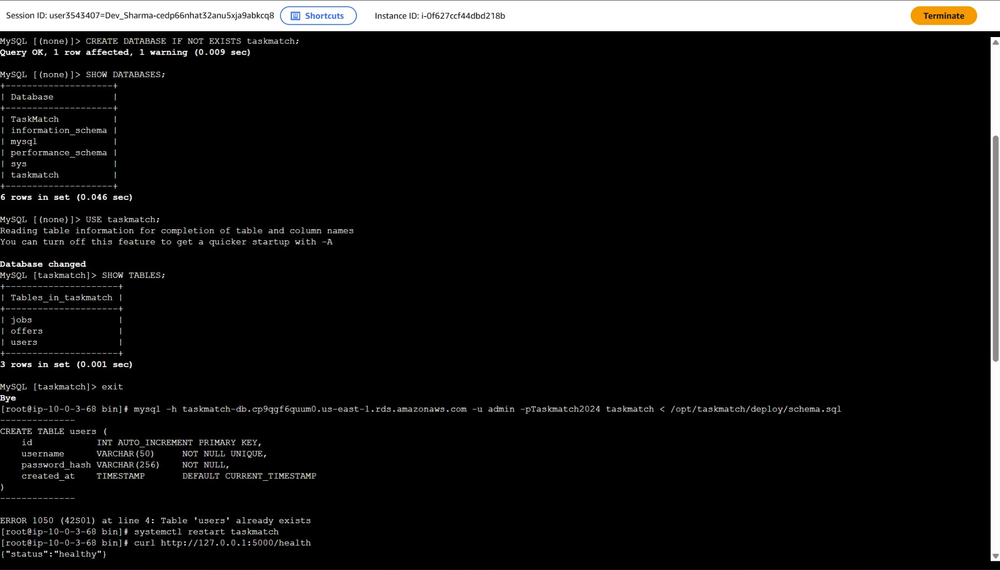 Session ID: user3543407=Dev_Sharma-cedp66nhat32anu5xja9abkcq8 Shortcuts Instance ID: i-0f627ccf44dbd218b Terminate
MySQL [(none)]> CREATE DATABASE IF NOT EXISTS taskmatch;
Query OK, 1 row affected, 1 warning (0.009 sec)
MySQL [(none)]> SHOW DATABASES;
+--------------------+
| Database           |
+--------------------+
| TaskMatch          |
| information_schema |
| mysql              |
| performance_schema |
| sys                |
| taskmatch          |
+--------------------+
6 rows in set (0.046 sec)
MySQL [(none)]> USE taskmatch;
Reading table information for completion of table and column names
You can turn off this feature to get a quicker startup with -A
Database changed
MySQL [taskmatch]> SHOW TABLES;
+---------------------+
| Tables_in_taskmatch |
+---------------------+
| jobs                |
| offers              |
| users               |
+---------------------+
3 rows in set (0.001 sec)
MySQL [taskmatch]> exit
Bye
[root@ip-10-0-3-68 bin]# mysql -h taskmatch-db.cp9qgf6quum0.us-east-1.rds.amazonaws.com -u admin -pTaskmatch2024 taskmatch < /opt/taskmatch/deploy/schema.sql
--------------
CREATE TABLE users (
    id            INT AUTO_INCREMENT PRIMARY KEY,
    username      VARCHAR(50)     NOT NULL UNIQUE,
    password_hash VARCHAR(256)    NOT NULL,
    created_at    TIMESTAMP       DEFAULT CURRENT_TIMESTAMP
)
--------------
ERROR 1050 (42S01) at line 4: Table 'users' already exists
[root@ip-10-0-3-68 bin]# systemctl restart taskmatch
[root@ip-10-0-3-68 bin]# curl http://127.0.0.1:5000/health
{"status":"healthy"}